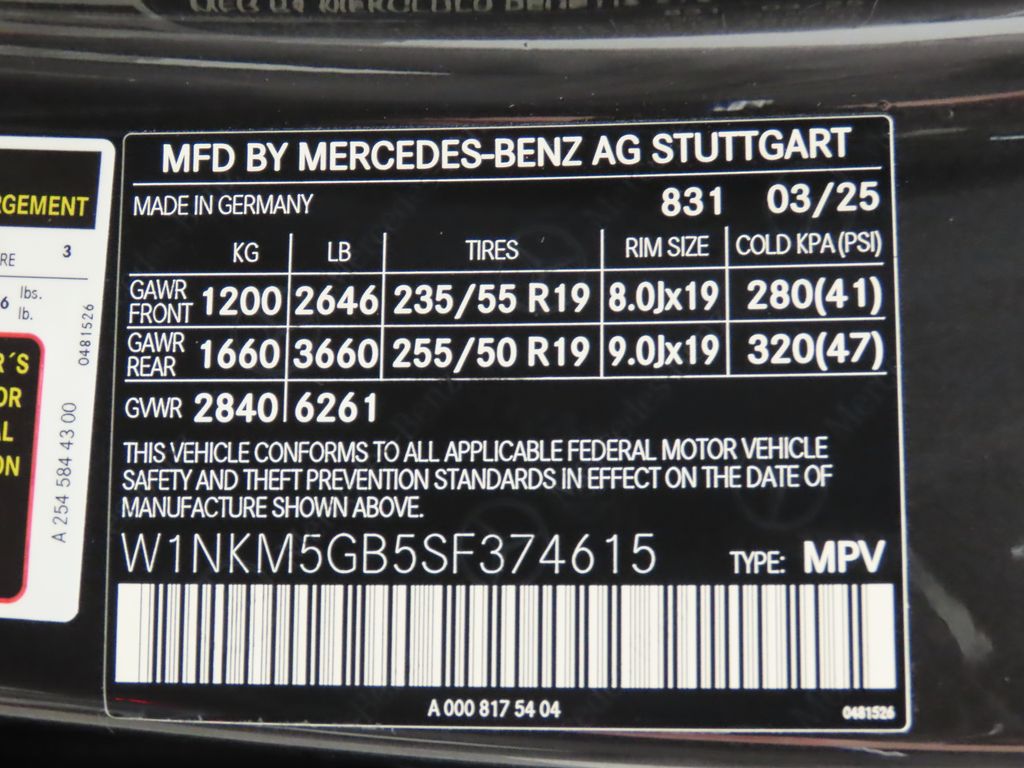 MFD BY MERCEDES-BENZ AG STUTTGART
MADE IN GERMANY 831 03/25
KG LB TIRES RIM SIZE COLD KPA(PSI)
GAWR FRONT 1200 2646 235/55 R19 8.0Jx19 280(41)
GAWR REAR 1660 3660 255/50 R19 9.0Jx19 320(47)
GVWR 2840 6261
THIS VEHICLE CONFORMS TO ALL APPLICABLE FEDERAL MOTOR VEHICLE
SAFETY AND THEFT PREVENTION STANDARDS IN EFFECT ON THE DATE OF
MANUFACTURE SHOWN ABOVE.
W1NKM5GB5SF374615 TYPE: MPV
A 000 817 54 04 0481526
3
6 lbs.
lb.
0481526
A 254 584 43 00